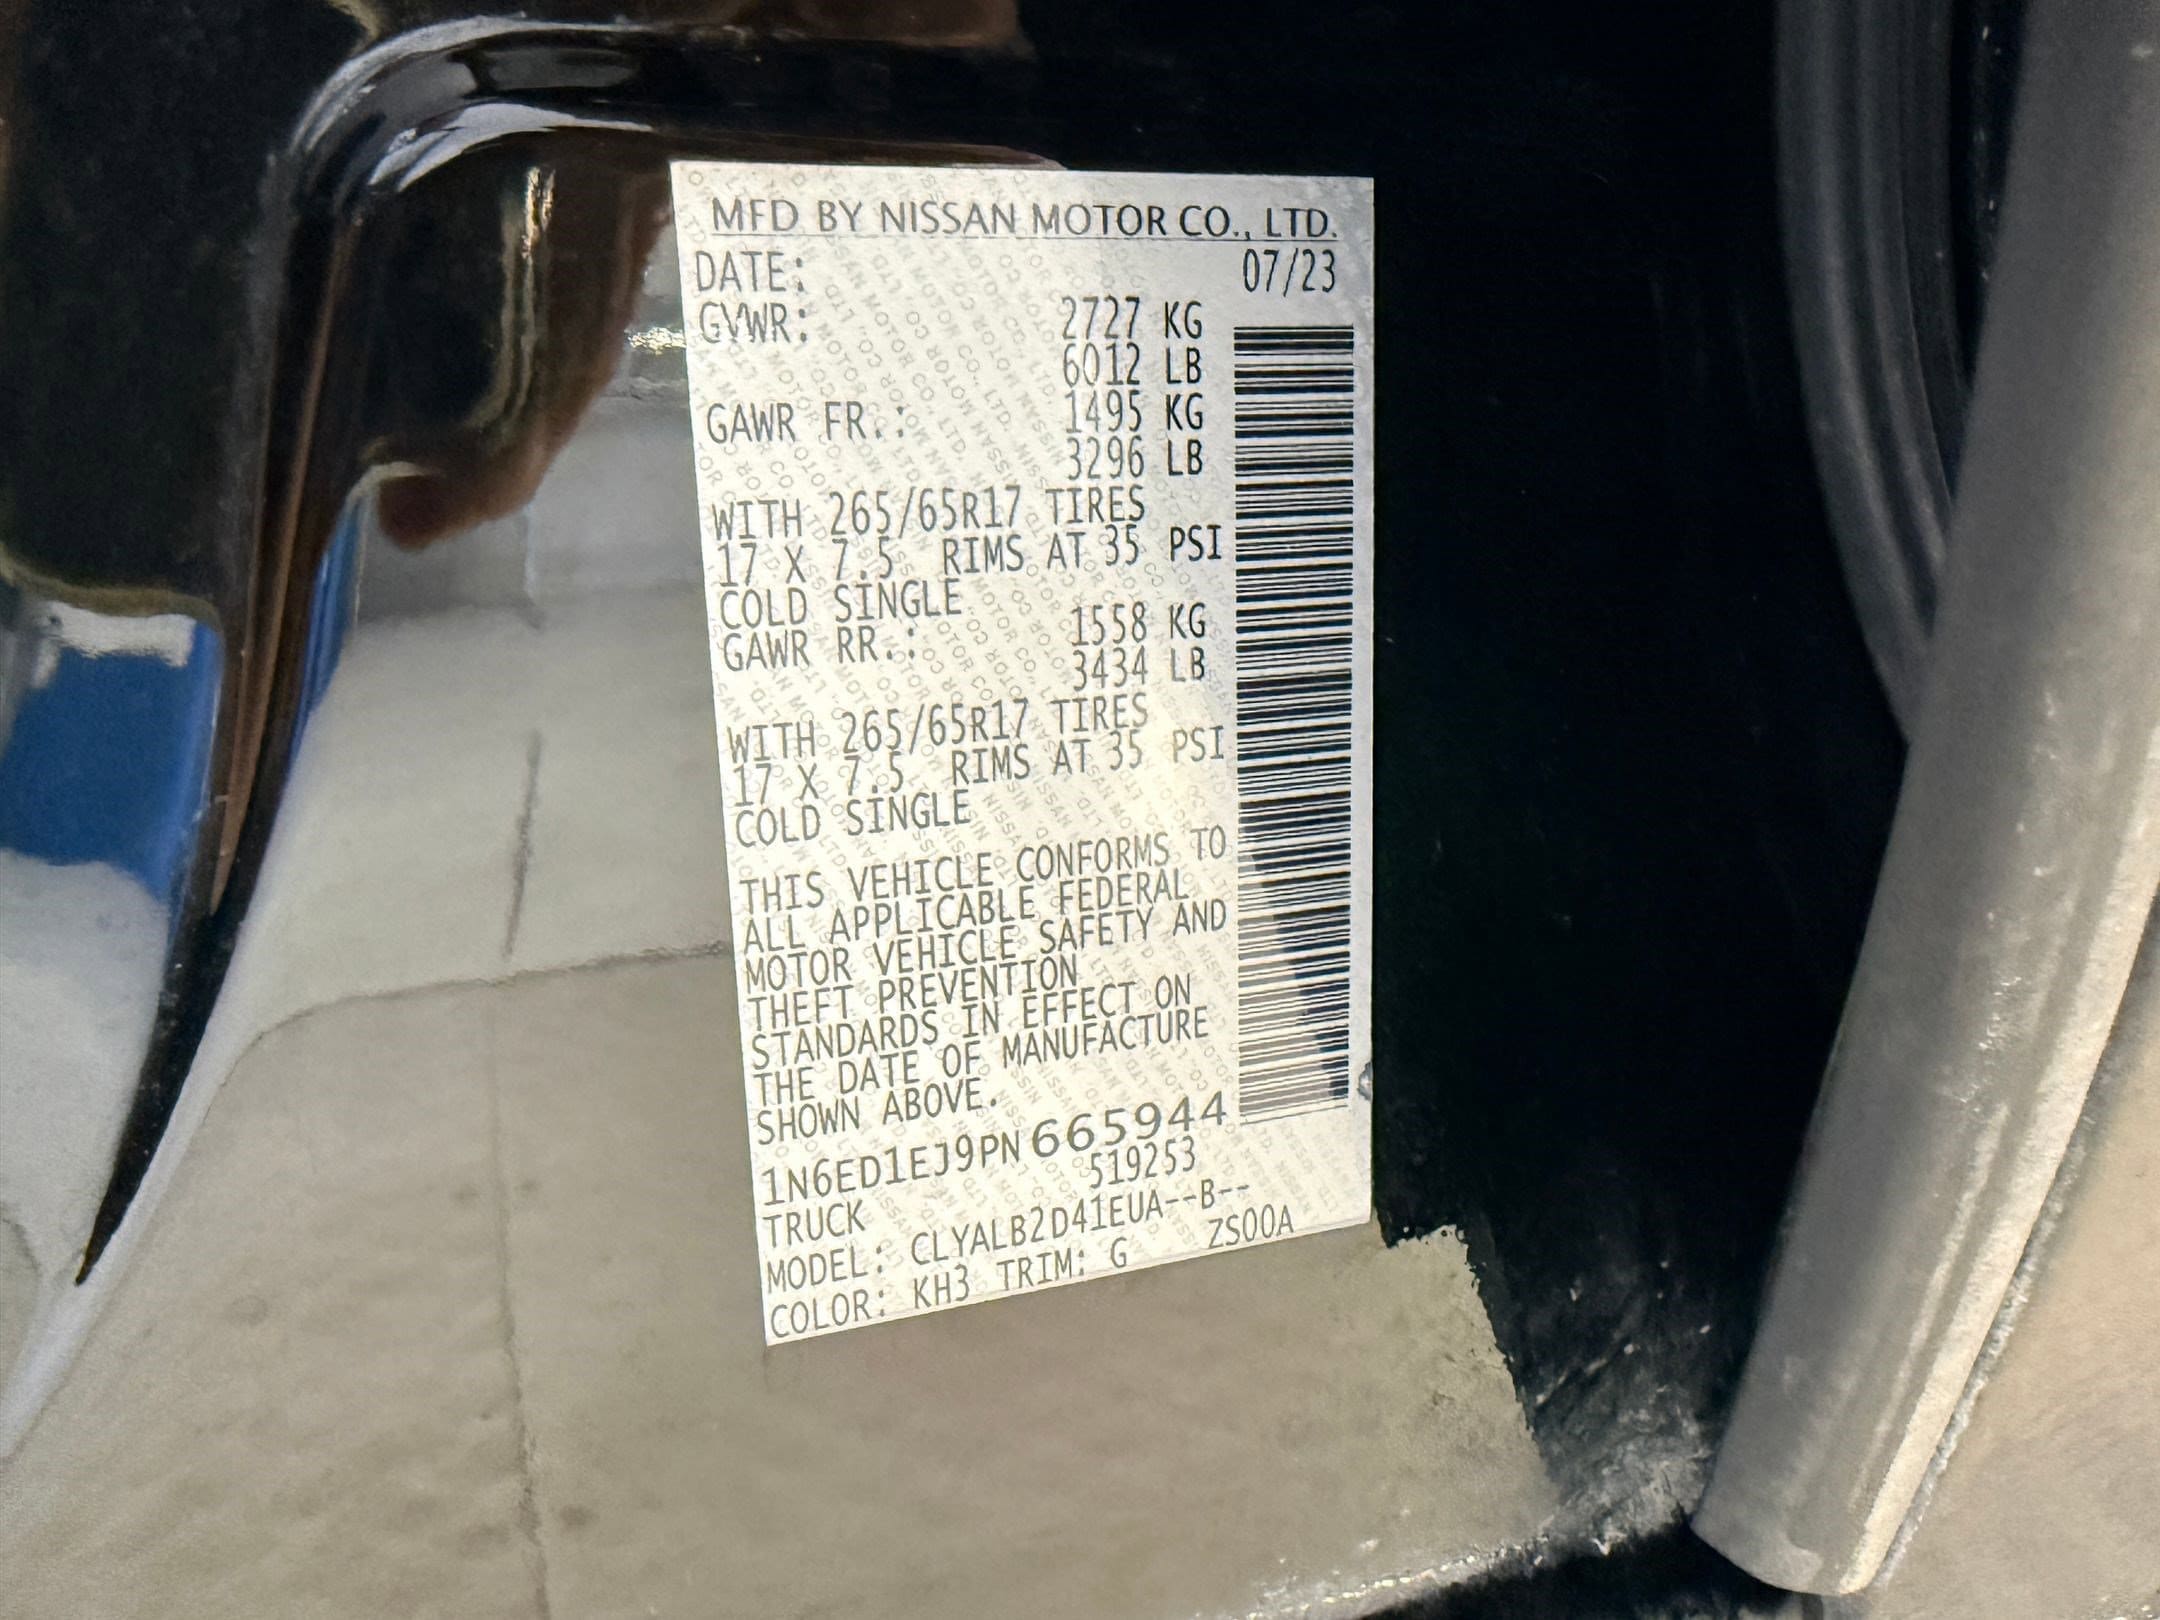 MFD BY NISSAN MOTOR CO., LTD.
DATE: 07/23
GVWR: 2727 KG
6012 LB
GAWR FR.: 1495 KG
3296 LB
WITH 265/65R17 TIRES
17 X 7.5 RIMS AT 35 PSI
COLD SINGLE
GAWR RR.: 1558 KG
3434 LB
WITH 265/65R17 TIRES
17 X 7.5 RIMS AT 35 PSI
COLD SINGLE
THIS VEHICLE CONFORMS TO
ALL APPLICABLE FEDERAL
MOTOR VEHICLE SAFETY AND
THEFT PREVENTION
STANDARDS IN EFFECT ON
THE DATE OF MANUFACTURE
SHOWN ABOVE.
1N6ED1EJ9PN665944
TRUCK 519253
MODEL: CLYALB2D41EUA--B--
COLOR: KH3 TRIM: G ZS00A